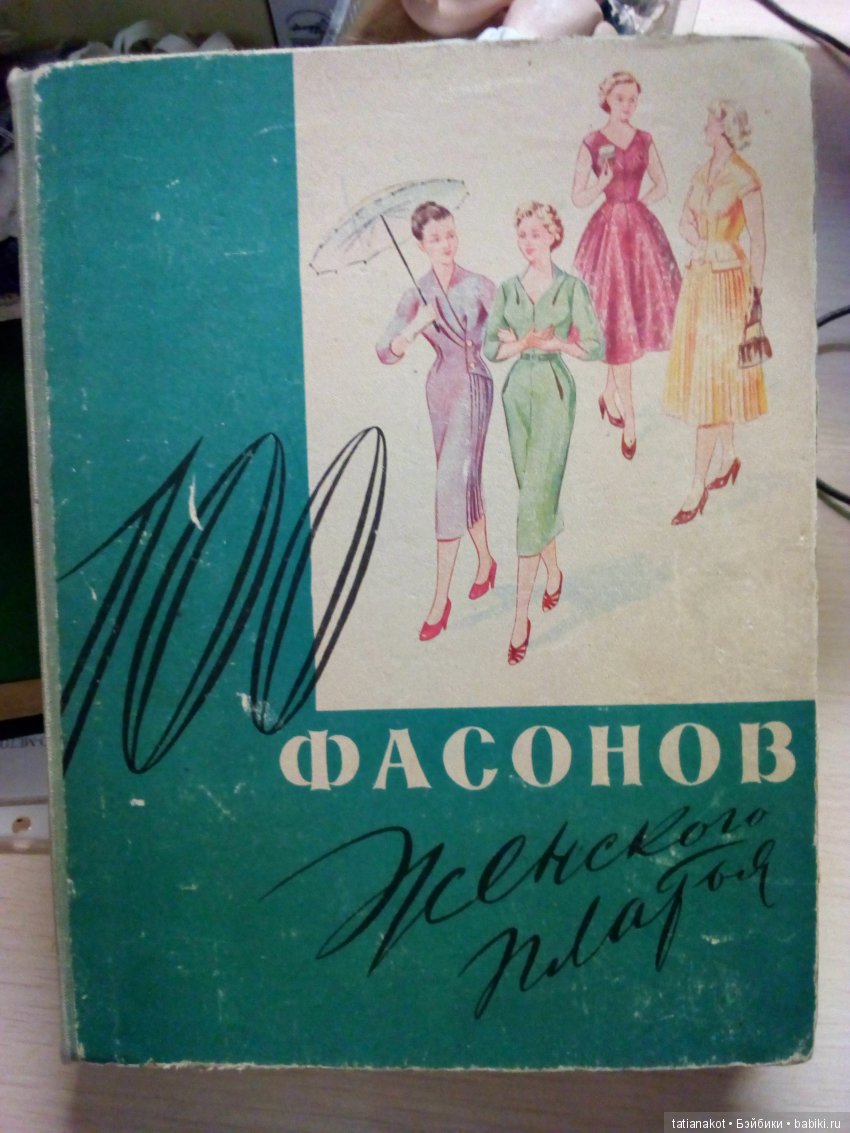 100
ФАСОНОВ
женского
платья
tatianakot • Бэйбики • babiki.ru